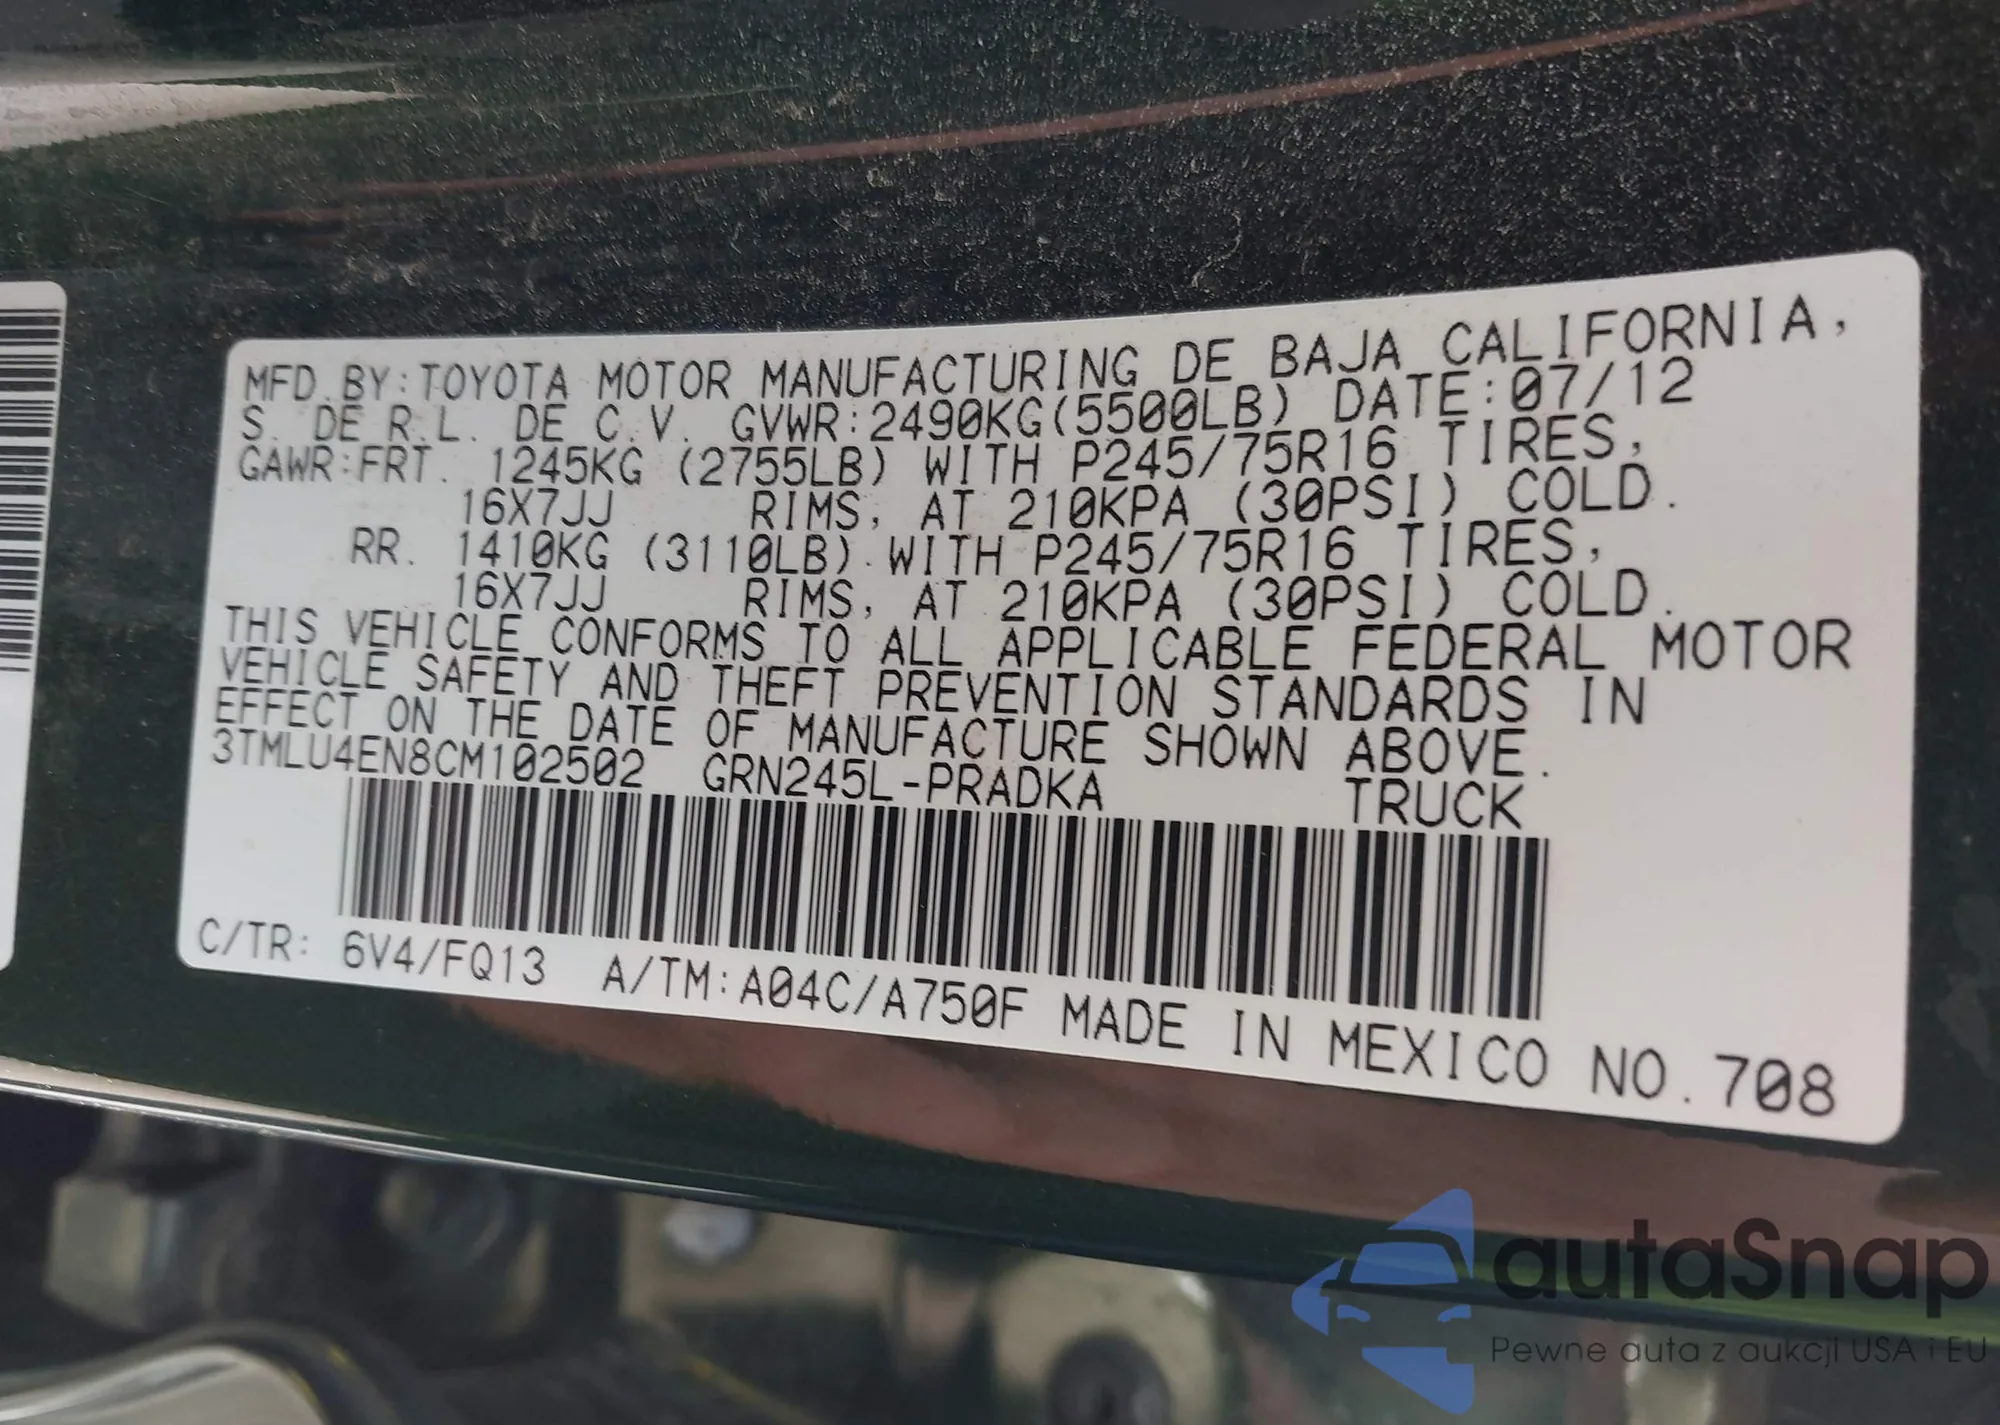 MFD.BY:TOYOTA MOTOR MANUFACTURING DE BAJA CALIFORNIA,
S. DE R.L. DE C.V. GVWR:2490KG(5500LB) DATE:07/12
GAWR:FRT. 1245KG (2755LB) WITH P245/75R16 TIRES,
16X7JJ RIMS, AT 210KPA (30PSI) COLD.
RR. 1410KG (3110LB) WITH P245/75R16 TIRES,
16X7JJ RIMS, AT 210KPA (30PSI) COLD.
THIS VEHICLE CONFORMS TO ALL APPLICABLE FEDERAL MOTOR
VEHICLE SAFETY AND THEFT PREVENTION STANDARDS IN
EFFECT ON THE DATE OF MANUFACTURE SHOWN ABOVE.
3TMLU4EN8CM102502 GRN245L-PRADKA TRUCK
C/TR: 6V4/FQ13 A/TM:A04C/A750F MADE IN MEXICO NO.708
autaSnap
Pewne auta z aukcji USA i EU